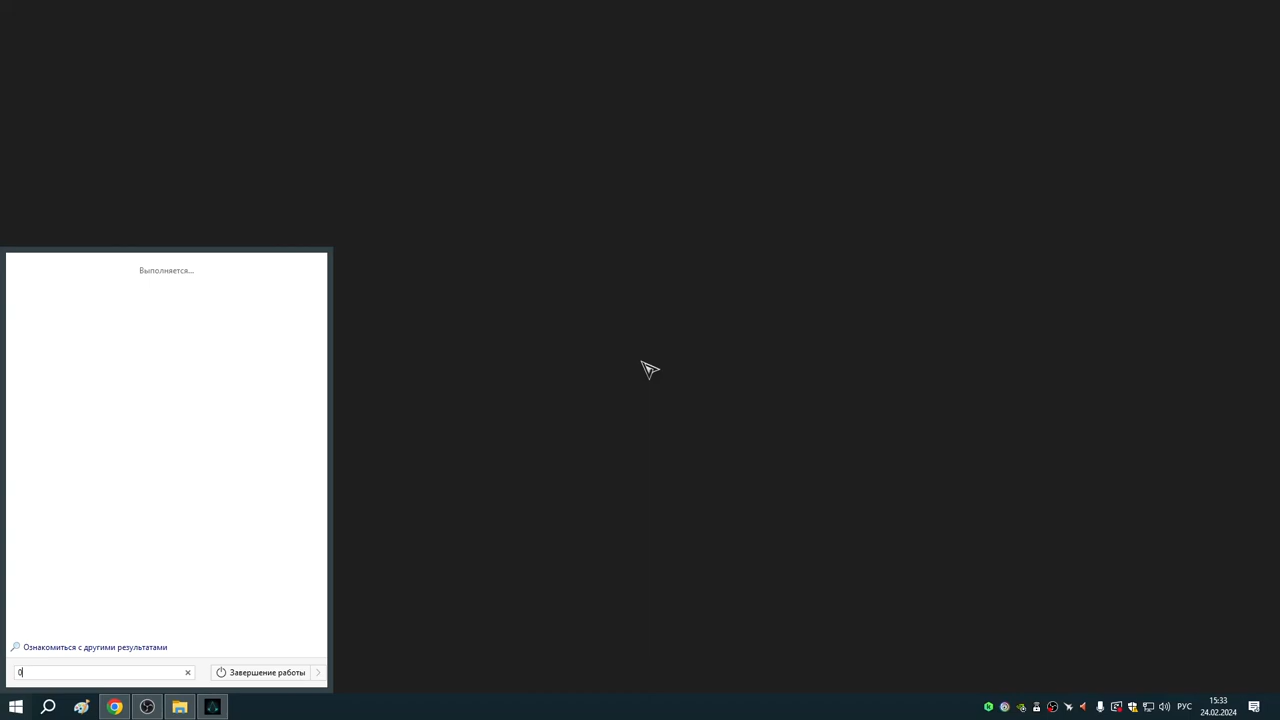 Выполняется...
Ознакомиться с другими результатами
0
Завершение работы
РУС
15:33
24.02.2024